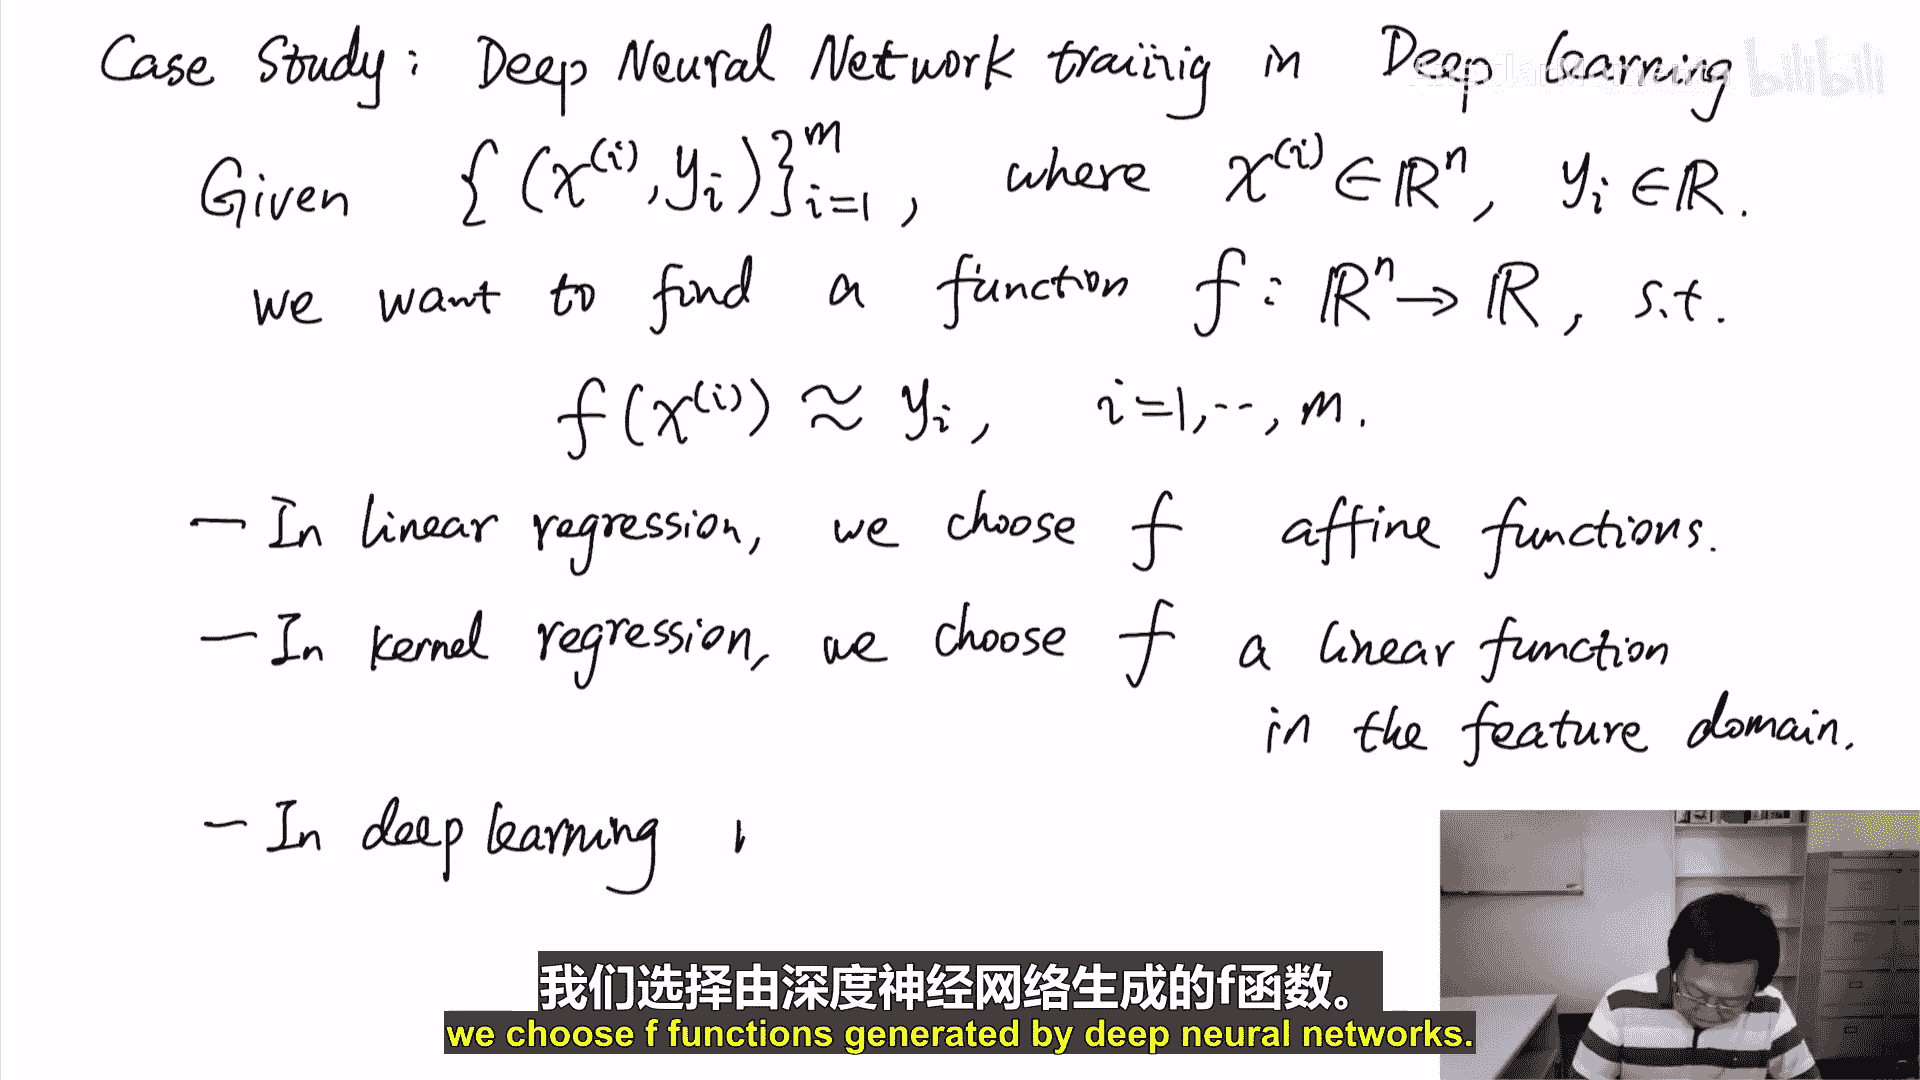 Case Study: Deep Neural Network training in Deep learning
bilibili
Given {(x^(i), y_i)}_{i=1}^m, where x^(i) ∈ ℝ^n, y_i ∈ ℝ.
we want to find a function f: ℝ^n → ℝ, s.t.
f(x^(i)) ≈ y_i, i=1,..., m.
— In linear regression, we choose f affine functions.
— In kernel regression, we choose f a linear function
in the feature domain.
— In deep learning
我们选择由深度神经网络生成的f函数。
we choose f functions generated by deep neural networks.